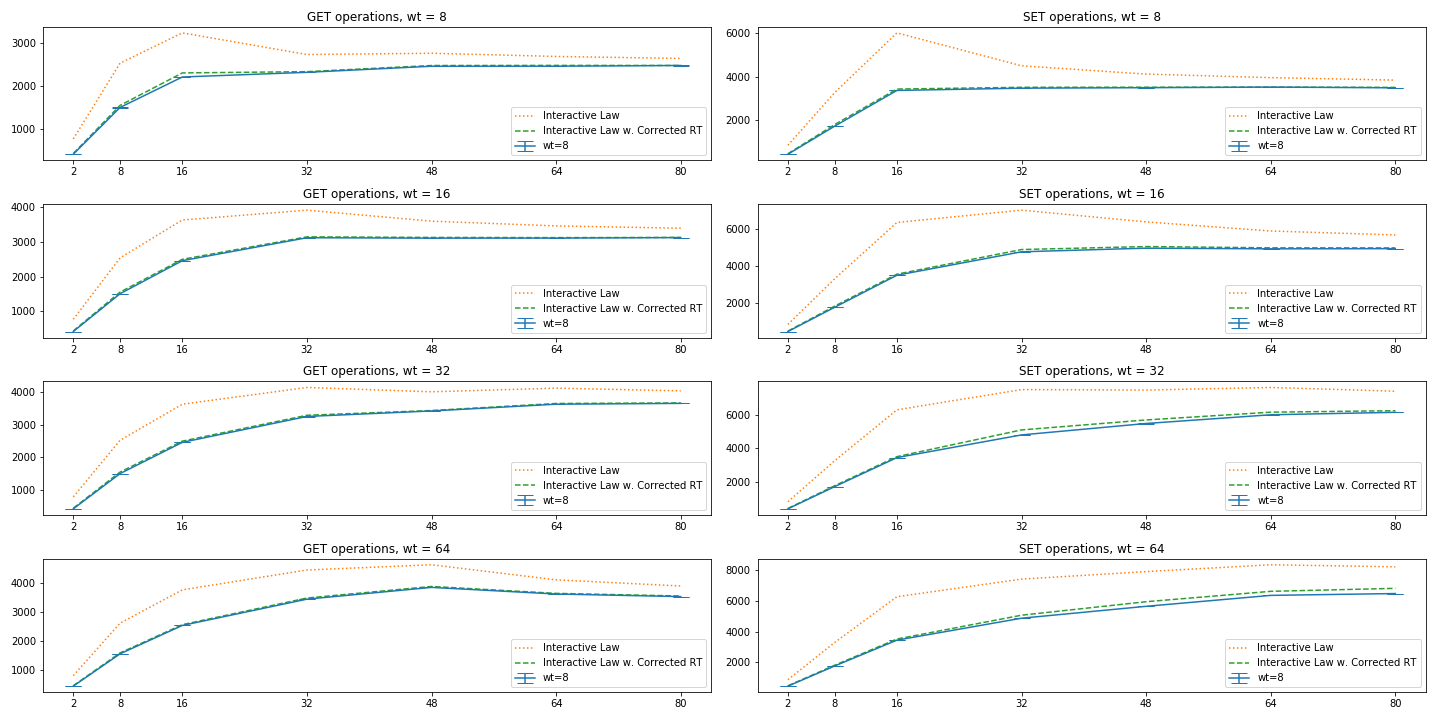 GET operations, wt = 8
3000
2000
1000
Interactive Law
Interactive Law w. Corrected RT
wt=8
2 8 16 32 48 64 80
SET operations, wt = 8
6000
4000
2000
Interactive Law
Interactive Law w. Corrected RT
wt=8
2 8 16 32 48 64 80
GET operations, wt = 16
4000
3000
2000
1000
Interactive Law
Interactive Law w. Corrected RT
wt=8
2 8 16 32 48 64 80
SET operations, wt = 16
6000
4000
2000
Interactive Law
Interactive Law w. Corrected RT
wt=8
2 8 16 32 48 64 80
GET operations, wt = 32
4000
3000
2000
1000
Interactive Law
Interactive Law w. Corrected RT
wt=8
2 8 16 32 48 64 80
SET operations, wt = 32
6000
4000
2000
Interactive Law
Interactive Law w. Corrected RT
wt=8
2 8 16 32 48 64 80
GET operations, wt = 64
4000
3000
2000
1000
Interactive Law
Interactive Law w. Corrected RT
wt=8
2 8 16 32 48 64 80
SET operations, wt = 64
8000
6000
4000
2000
Interactive Law
Interactive Law w. Corrected RT
wt=8
2 8 16 32 48 64 80